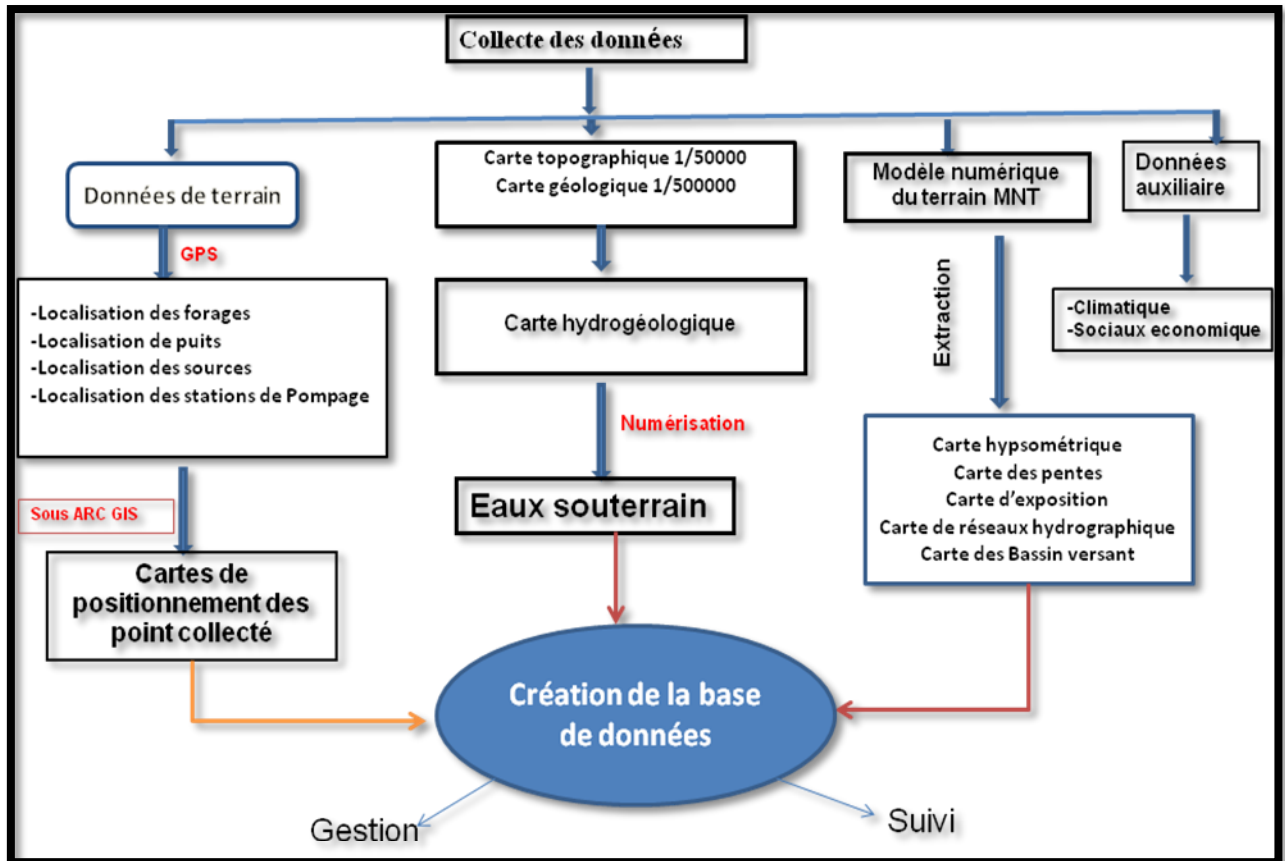 Collecte des données
Données de terrain
GPS
-Localisation des forages
-Localisation de puits
-Localisation des sources
-Localisation des stations de Pompage
Sous ARC GIS
Cartes de
positionnement des
point collecté
Carte topographique 1/50000
Carte géologique 1/500000
Carte hydrogéologique
Numérisation
Eaux souterrain
Modèle numérique
du terrain MNT
Extraction
Carte hypsométrique
Carte des pentes
Carte d'exposition
Carte de réseaux hydrographique
Carte des Bassin versant
Données
auxiliaire
-Climatique
-Sociaux economique
Création de la base
de données
Gestion
Suivi